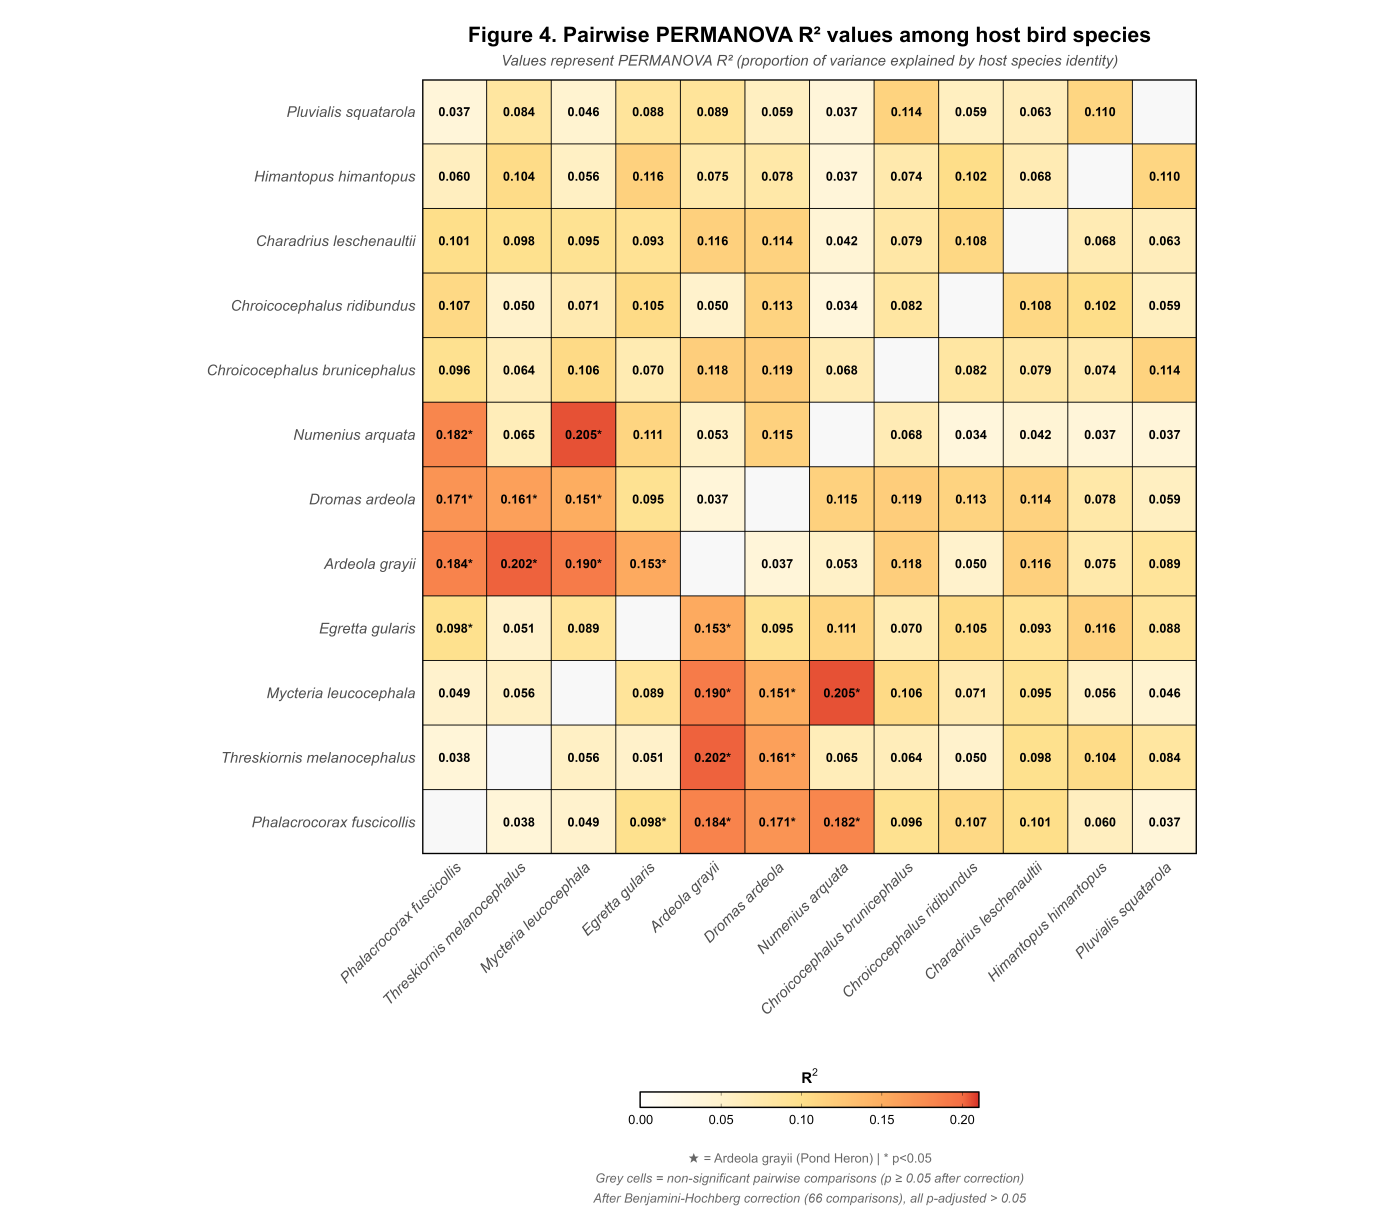 Figure 4. Pairwise PERMANOVA R² values among host bird species
Values represent PERMANOVA R² (proportion of variance explained by host species identity)
Pluvialis squatarola 0.037 0.084 0.046 0.088 0.089 0.059 0.037 0.114 0.059 0.063 0.110
Himantopus himantopus 0.060 0.104 0.056 0.116 0.075 0.078 0.037 0.074 0.102 0.068 0.110
Charadrius leschenaultii 0.101 0.098 0.095 0.093 0.116 0.114 0.042 0.079 0.108 0.068 0.063
Chroicocephalus ridibundus 0.107 0.050 0.071 0.105 0.050 0.113 0.034 0.082 0.108 0.102 0.059
Chroicocephalus brunicephalus 0.096 0.064 0.106 0.070 0.118 0.119 0.068 0.082 0.079 0.074 0.114
Numenius arquata 0.182* 0.065 0.205* 0.111 0.053 0.115 0.068 0.034 0.042 0.037 0.037
Dromas ardeola 0.171* 0.161* 0.151* 0.095 0.037 0.115 0.119 0.113 0.114 0.078 0.059
Ardeola grayii 0.184* 0.202* 0.190* 0.153* 0.037 0.053 0.118 0.050 0.116 0.075 0.089
Egretta gularis 0.098* 0.051 0.089 0.153* 0.095 0.111 0.070 0.105 0.093 0.116 0.088
Mycteria leucocephala 0.049 0.056 0.089 0.190* 0.151* 0.205* 0.106 0.071 0.095 0.056 0.046
Threskiornis melanocephalus 0.038 0.056 0.051 0.202* 0.161* 0.065 0.064 0.050 0.098 0.104 0.084
Phalacrocorax fuscicollis 0.038 0.049 0.098* 0.184* 0.171* 0.182* 0.096 0.107 0.101 0.060 0.037
Phalacrocorax fuscicollis
Threskiornis melanocephalus
Mycteria leucocephala
Egretta gularis
Ardeola grayii
Dromas ardeola
Numenius arquata
Chroicocephalus brunicephalus
Chroicocephalus ridibundus
Charadrius leschenaultii
Himantopus himantopus
Pluvialis squatarola
R²
0.00 0.05 0.10 0.15 0.20
★ = Ardeola grayii (Pond Heron) | * p<0.05
Grey cells = non-significant pairwise comparisons (p ≥ 0.05 after correction)
After Benjamini-Hochberg correction (66 comparisons), all p-adjusted > 0.05